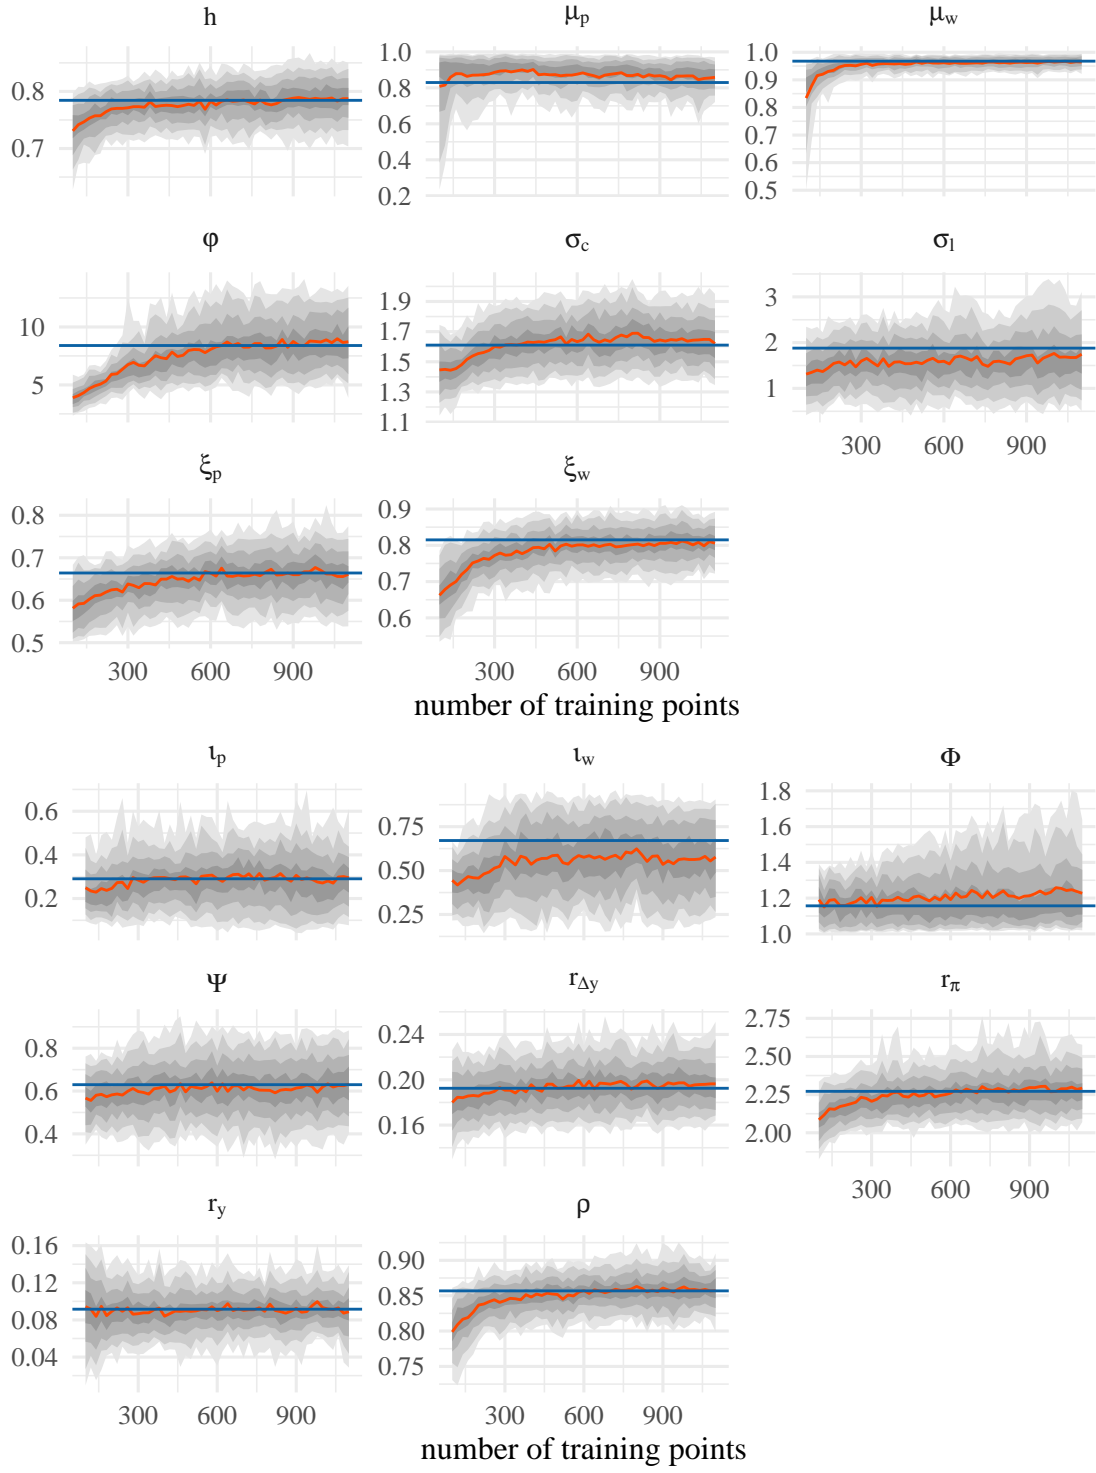 h μp μw
0.8 1.0 1.0
0.7 0.8 0.9
0.6 0.8
0.4 0.7
0.2 0.6
0.5
φ σc σl
10 1.9 3
5 1.7 2
1.5 1
1.3
1.1
300 600 900
ξp ξw
0.8 0.9
0.7 0.8
0.6 0.7
0.5 0.6
300 600 900 300 600 900
number of training points
ιp ιw Φ
0.6 0.75 1.8
0.4 0.50 1.6
0.2 0.25 1.4
1.2
1.0
Ψ rΔy rπ
0.8 0.24 2.75
0.6 0.20 2.50
0.4 0.16 2.25
2.00
300 600 900
ry ρ
0.16 0.90
0.12 0.85
0.08 0.80
0.04 0.75
300 600 900 300 600 900
number of training points